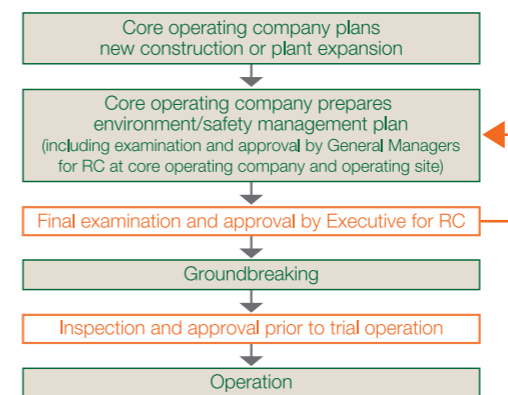 Core operating company plans
new construction or plant expansion
Core operating company prepares
environment/safety management plan
(including examination and approval by General Managers
for RC at core operating company and operating site)
Final examination and approval by Executive for RC
Groundbreaking
Inspection and approval prior to trial operation
Operation